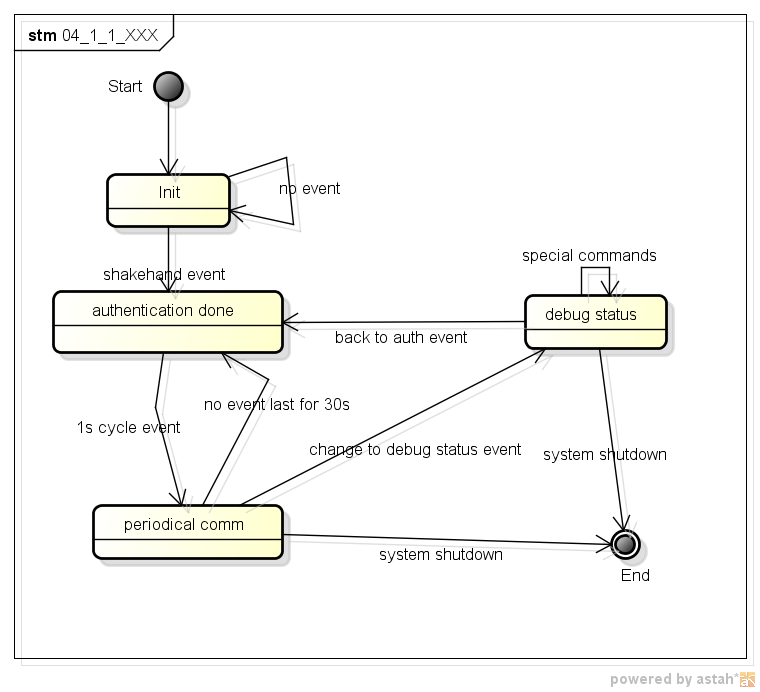 stm 04_1_1_XXX
Start
Init
no event
shakehand event
special commands
authentication done
debug status
back to auth event
no event last for 30s
1s cycle event
change to debug status event
system shutdown
periodical comm
system shutdown
End
powered by astah*